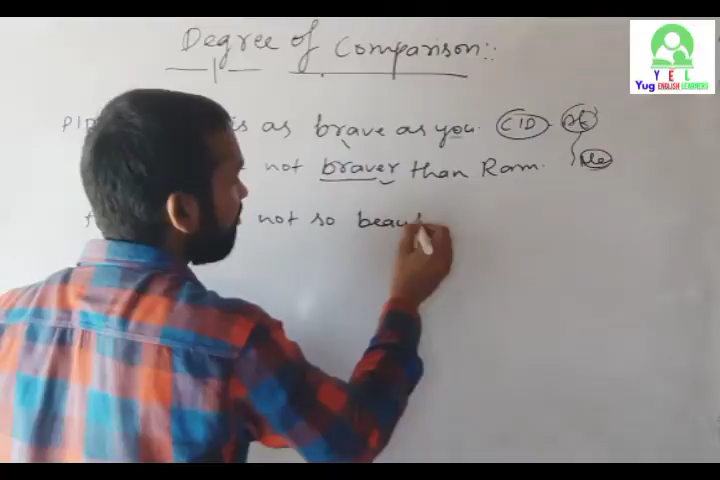 Degree of Comparison::
is as brave as you. CID
not braver than Ram.
not so beau
Y E L
Yug ENGLISH LEARNERS